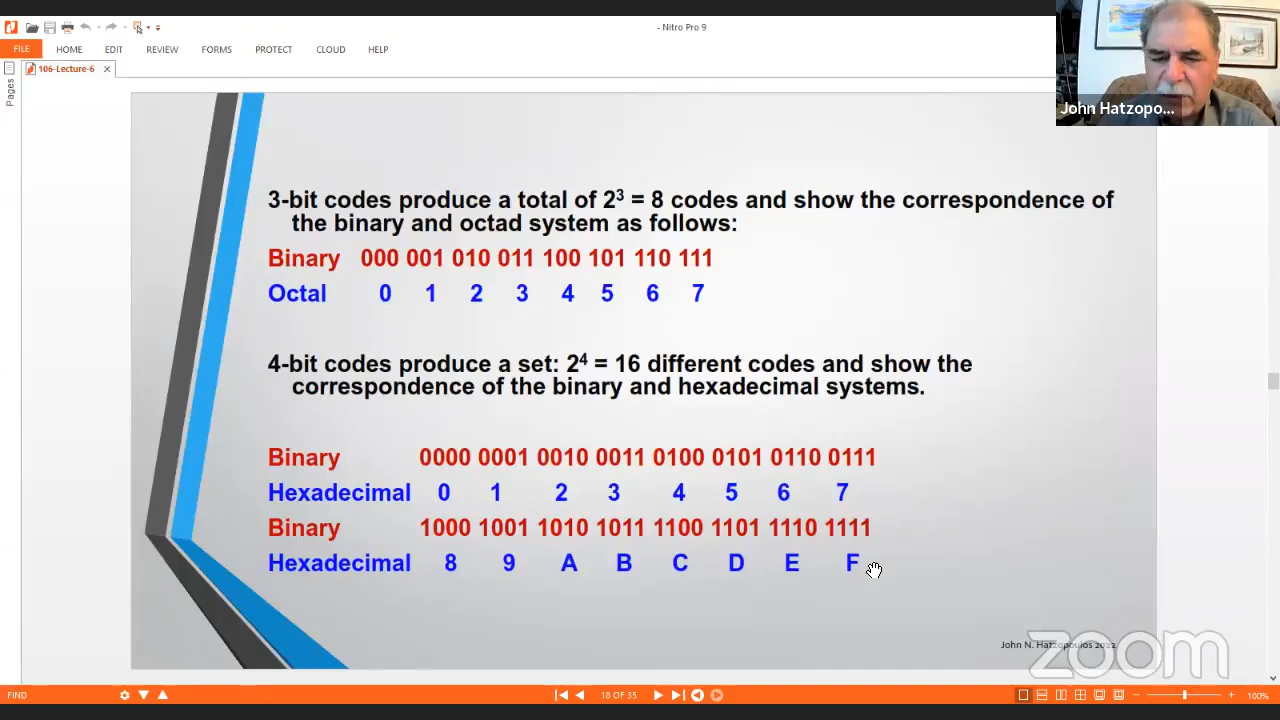 - Nitro Pro 9
FILE HOME EDIT REVIEW FORMS PROTECT CLOUD HELP
106-Lecture-6
Pages
John Hatzopo...
3-bit codes produce a total of 2³ = 8 codes and show the correspondence of
the binary and octad system as follows:
Binary 000 001 010 011 100 101 110 111
Octal 0 1 2 3 4 5 6 7
4-bit codes produce a set: 2⁴ = 16 different codes and show the
correspondence of the binary and hexadecimal systems.
Binary 0000 0001 0010 0011 0100 0101 0110 0111
Hexadecimal 0 1 2 3 4 5 6 7
Binary 1000 1001 1010 1011 1100 1101 1110 1111
Hexadecimal 8 9 A B C D E F
John N. Hatzopoulos 2022
zoom
FIND 18 OF 35 100%